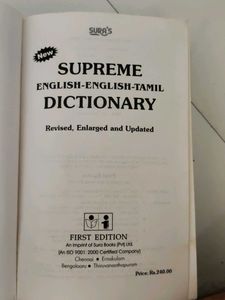 SURA'S
New
SUPREME
ENGLISH-ENGLISH-TAMIL
DICTIONARY
Revised, Enlarged and Updated
FIRST EDITION
An imprint of Sura Books (Pvt) Ltd.
(An ISO 9001: 2000 Certified Company)
Chennai • Ernakulam
Bengalooru • Thiruvananthapuram
Price: Rs.240.00